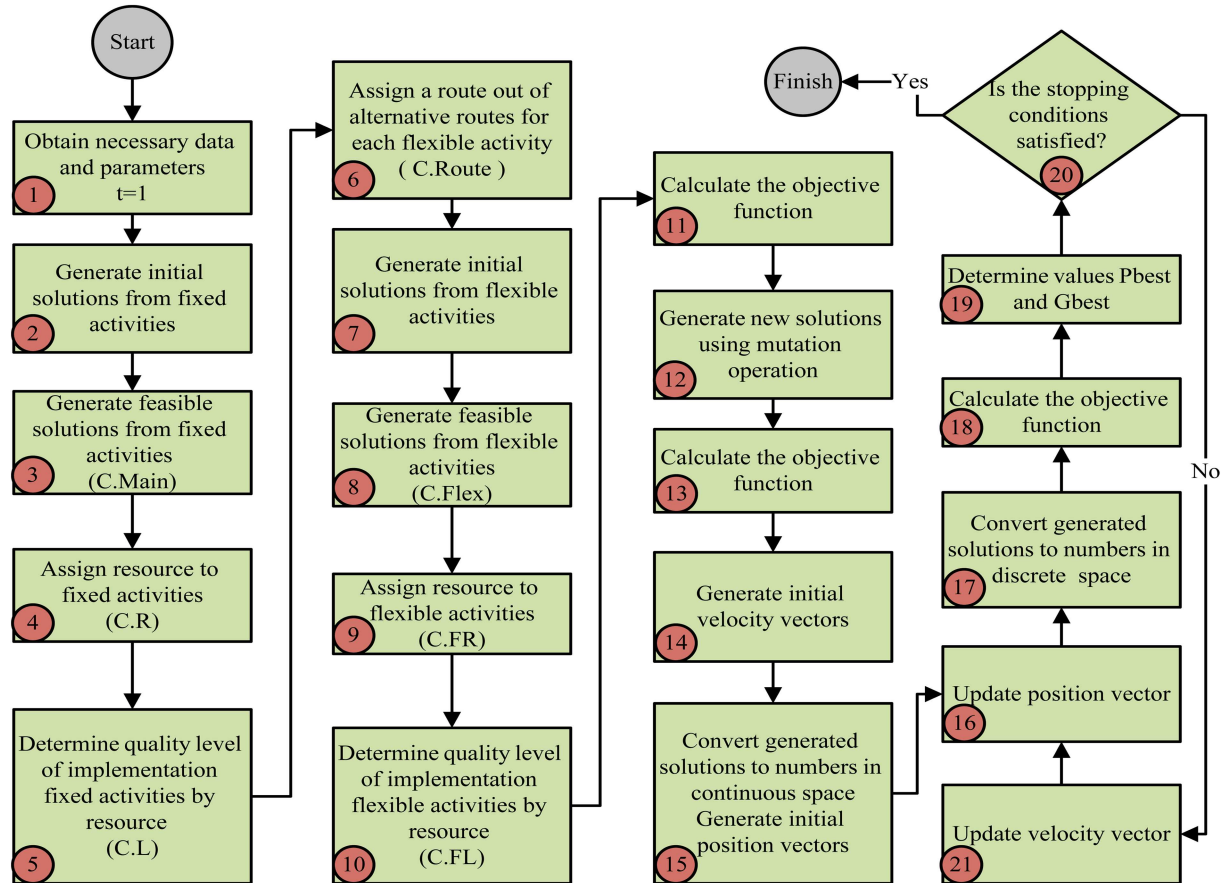 Start
Obtain necessary data
and parameters
t=1
1
Generate initial
solutions from fixed
activities
2
Generate feasible
solutions from fixed
activities
(C.Main)
3
Assign resource to
fixed activities
(C.R)
4
Determine quality level
of implementation
fixed activities by
resource
(C.L)
5
Assign a route out of
alternative routes for
each flexible activity
( C.Route )
6
Generate initial
solutions from flexible
activities
7
Generate feasible
solutions from flexible
activities
(C.Flex)
8
Assign resource to
flexible activities
(C.FR)
9
Determine quality level
of implementation
flexible activities by
resource
(C.FL)
10
Calculate the objective
function
11
Generate new solutions
using mutation
operation
12
Calculate the objective
function
13
Generate initial
velocity vectors
14
Convert generated
solutions to numbers in
continuous space
Generate initial
position vectors
15
Update position vector
16
Convert generated
solutions to numbers in
discrete space
17
Calculate the objective
function
18
Determine values Pbest
and Gbest
19
Is the stopping
conditions
satisfied?
20
Yes
Finish
No
Update velocity vector
21